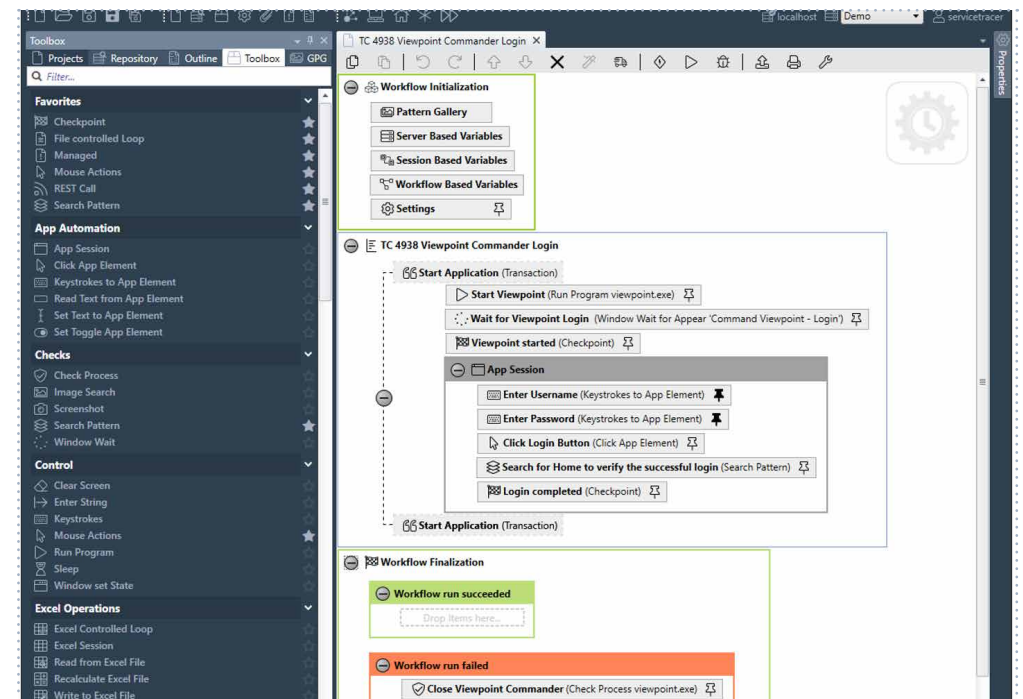 localhost
Demo
servicetracer
Toolbox
Projects Repository Outline Toolbox GPG
Filter...
Favorites
Checkpoint
File controlled Loop
Managed
Mouse Actions
REST Call
Search Pattern
App Automation
App Session
Click App Element
Keystrokes to App Element
Read Text from App Element
Set Text to App Element
Set Toggle App Element
Checks
Check Process
Image Search
Screenshot
Search Pattern
Window Wait
Control
Clear Screen
Enter String
Keystrokes
Mouse Actions
Run Program
Sleep
Window set State
Excel Operations
Excel Controlled Loop
Excel Session
Read from Excel File
Recalculate Excel File
Write to Excel File
TC 4938 Viewpoint Commander Login
Workflow Initialization
Pattern Gallery
Server Based Variables
Session Based Variables
Workflow Based Variables
Settings
TC 4938 Viewpoint Commander Login
Start Application (Transaction)
Start Viewpoint (Run Program viewpoint.exe)
Wait for Viewpoint Login (Window Wait for Appear 'Command Viewpoint - Login')
Viewpoint started (Checkpoint)
App Session
Enter Username (Keystrokes to App Element)
Enter Password (Keystrokes to App Element)
Click Login Button (Click App Element)
Search for Home to verify the successful login (Search Pattern)
Login completed (Checkpoint)
Start Application (Transaction)
Workflow Finalization
Workflow run succeeded
Drop Items here...
Workflow run failed
Close Viewpoint Commander (Check Process viewpoint.exe)
Properties